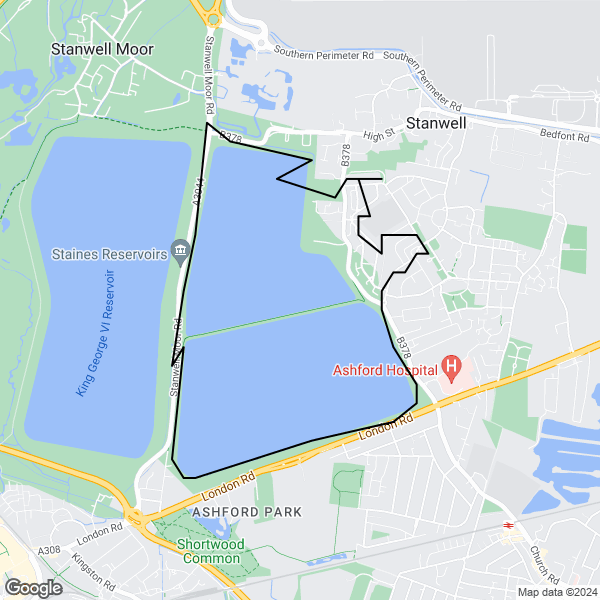 Stanwell Moor
Stanwell Moor Rd
Southern Perimeter Rd
Southern
Perimeter Rd
B378
High St
B378
Stanwell
Bedfont Rd
A3044
Staines Reservoirs
King George VI Reservoir
Stanwell Moor Rd
B378
Ashford Hospital
H
London Rd
London Rd
ASHFORD PARK
London Rd
A308
Kingston Rd
Shortwood
Common
Church Rd
Google
Map data ©2024